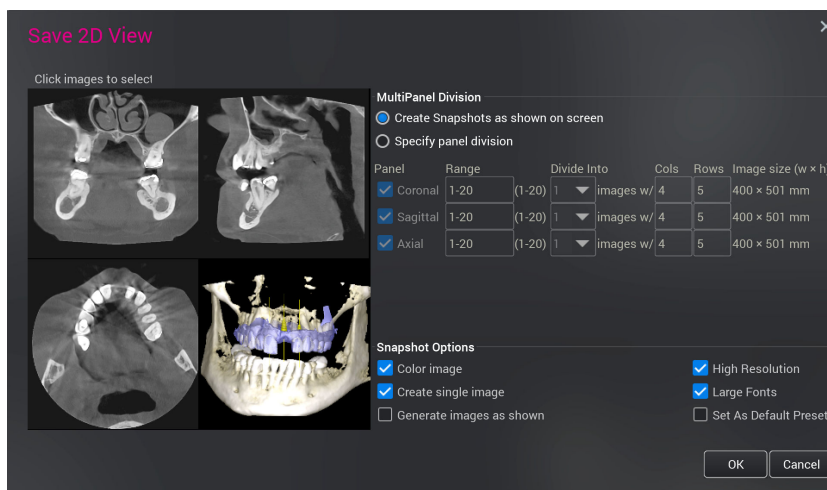 Save 2D View
Click images to select
MultiPanel Division
Create Snapshots as shown on screen
Specify panel division
Panel Range Divide Into Cols Rows Image size (w × h
Coronal 1-20 (1-20) 1 images w/ 4 5 400 × 501 mm
Sagittal 1-20 (1-20) 1 images w/ 4 5 400 × 501 mm
Axial 1-20 (1-20) 1 images w/ 4 5 400 × 501 mm
Snapshot Options
Color image High Resolution
Create single image Large Fonts
Generate images as shown Set As Default Preset
OK Cancel